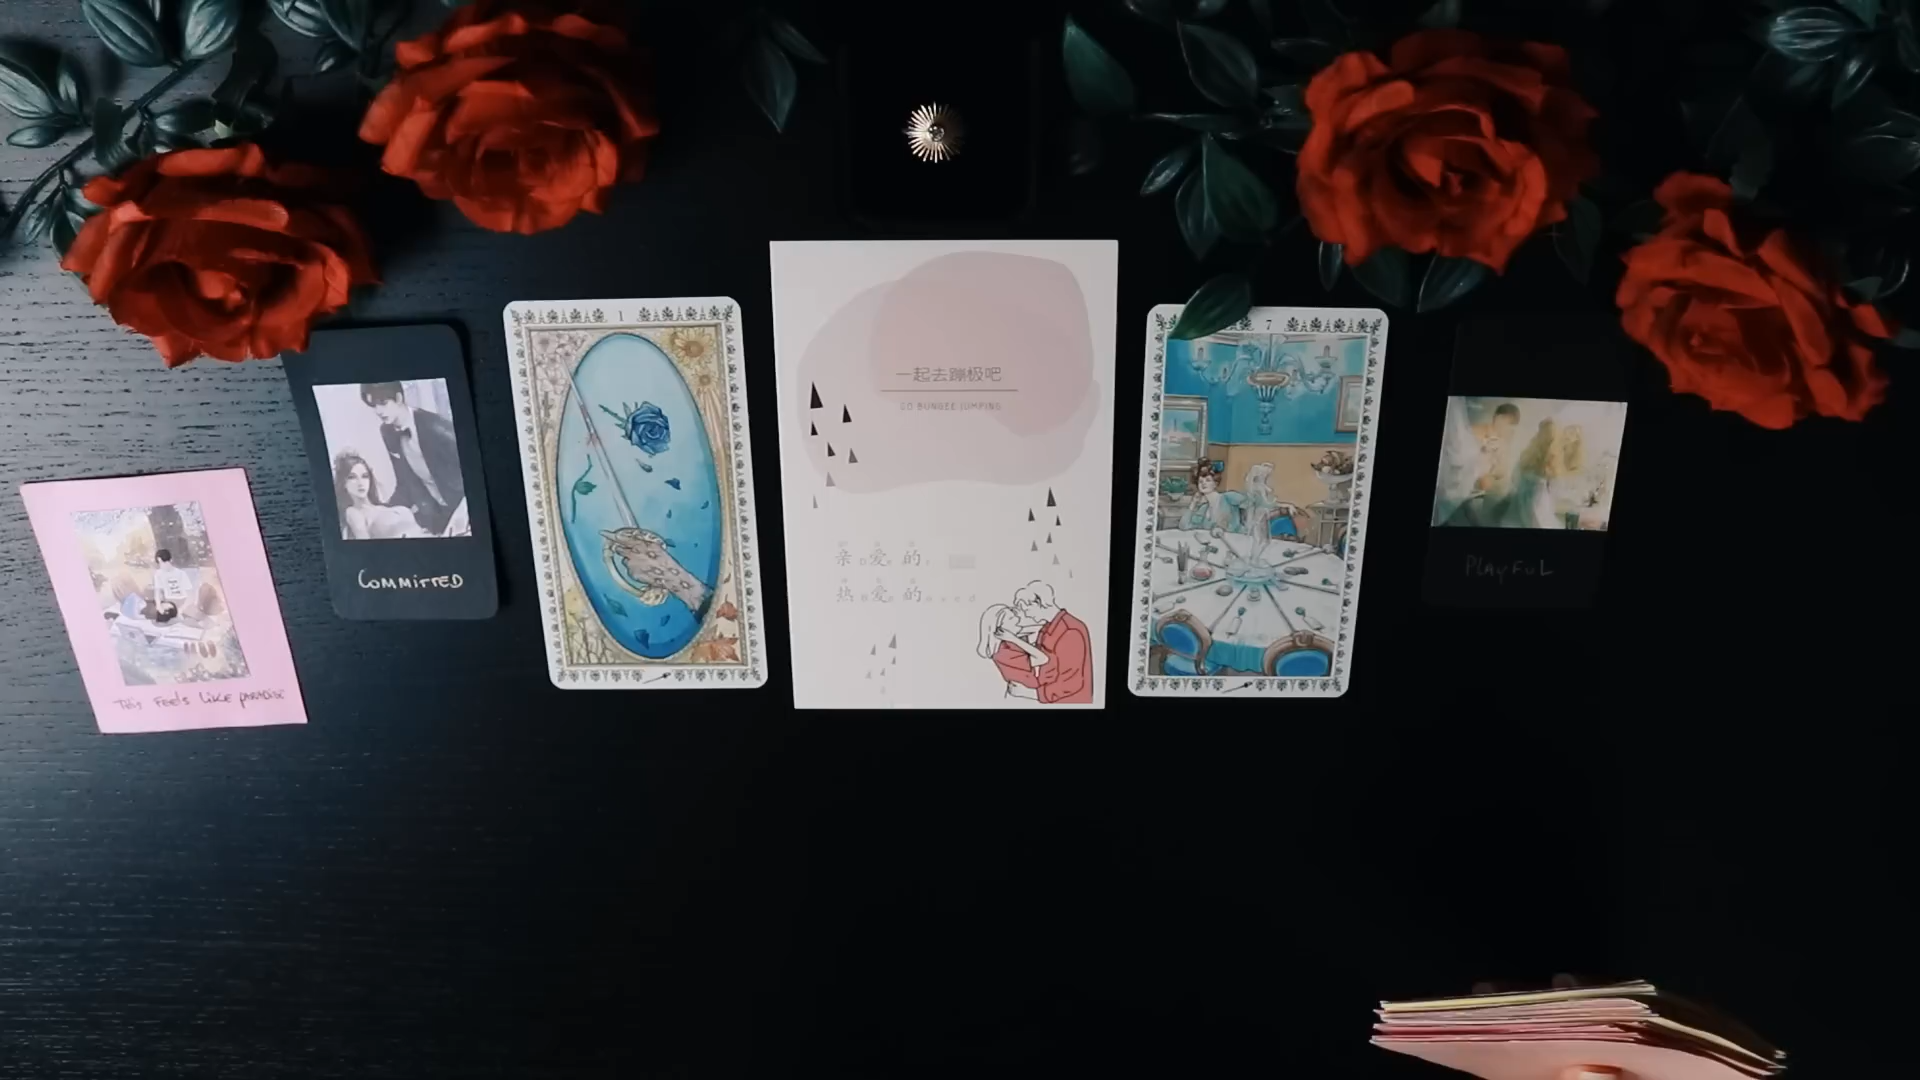 This Feels Like paradise
COMMITTED
1
一起去蹦极吧
GO BUNGEE JUMPING
亲 爱 的
热 爱 的
7
PLAYFUL